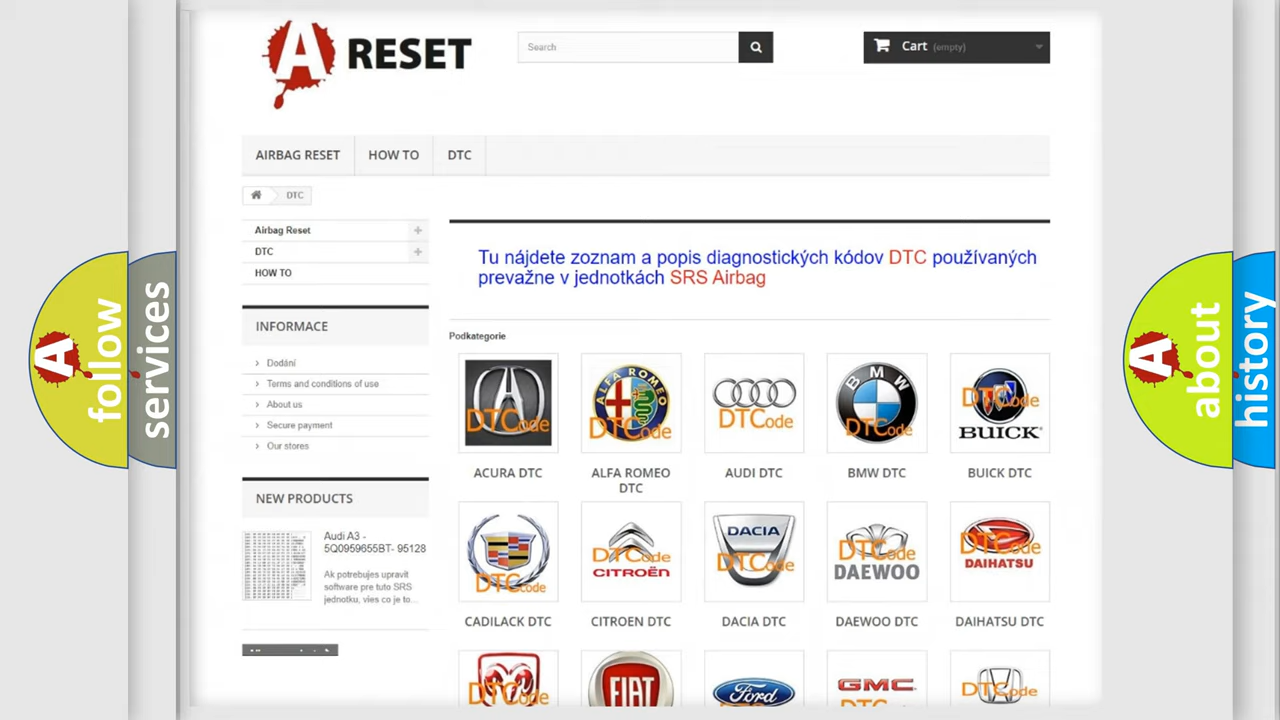 A RESET
Search
Cart (empty)
AIRBAG RESET
HOW TO
DTC
DTC
Airbag Reset
DTC
HOW TO
Tu nájdete zoznam a popis diagnostických kódov DTC používaných
prevažne v jednotkách SRS Airbag
INFORMACE
Dodání
Terms and conditions of use
About us
Secure payment
Our stores
NEW PRODUCTS
Audi A3 -
5Q0959655BT- 95128
Ak potrebujes upravit
software pre tuto SRS
jednotku, vies co je to...
Podkategorie
DTCode
ALFA ROMEO
DTCode
DTCode
BMW
DTCode
DTCode
BUICK
ACURA DTC
ALFA ROMEO
DTC
AUDI DTC
BMW DTC
BUICK DTC
DTCode
DTCode
CITROËN
DACIA
DTCode
DTCode
DAEWOO
DTCode
DAIHATSU
CADILACK DTC
CITROEN DTC
DACIA DTC
DAEWOO DTC
DAIHATSU DTC
DTCode
FIAT
Ford
GMC
DTCode
A follow
services
A about
history